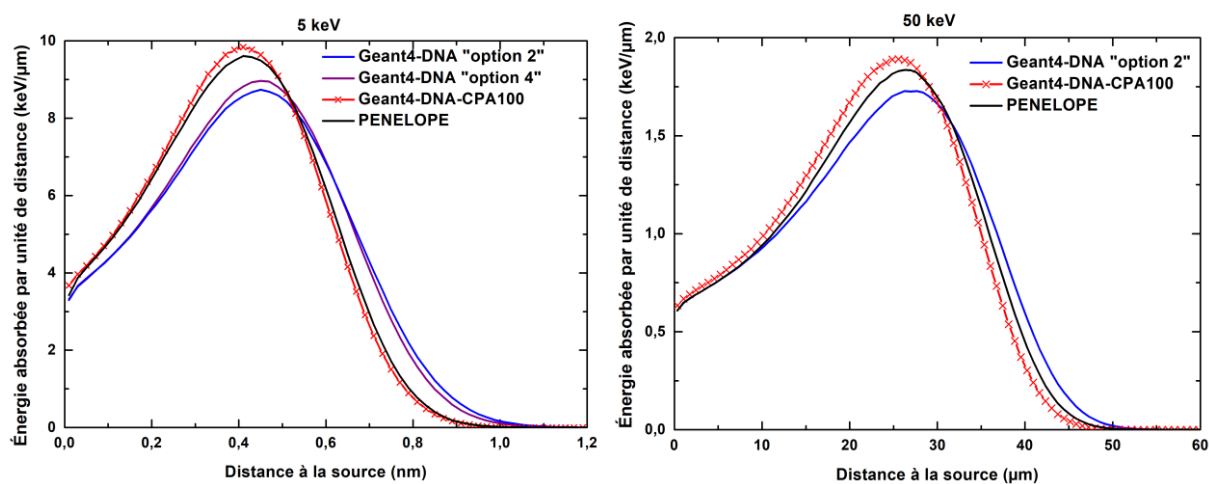 5 keV
Geant4-DNA "option 2"
Geant4-DNA "option 4"
Geant4-DNA-CPA100
PENELOPE
Énergie absorbée par unité de distance (keV/µm)
10
8
6
4
2
0
0,0 0,2 0,4 0,6 0,8 1,0 1,2
Distance à la source (nm)
50 keV
Geant4-DNA "option 2"
Geant4-DNA-CPA100
PENELOPE
Énergie absorbée par unité de distance (keV/µm)
2,0
1,5
1,0
0,5
0,0
0 10 20 30 40 50 60
Distance à la source (µm)